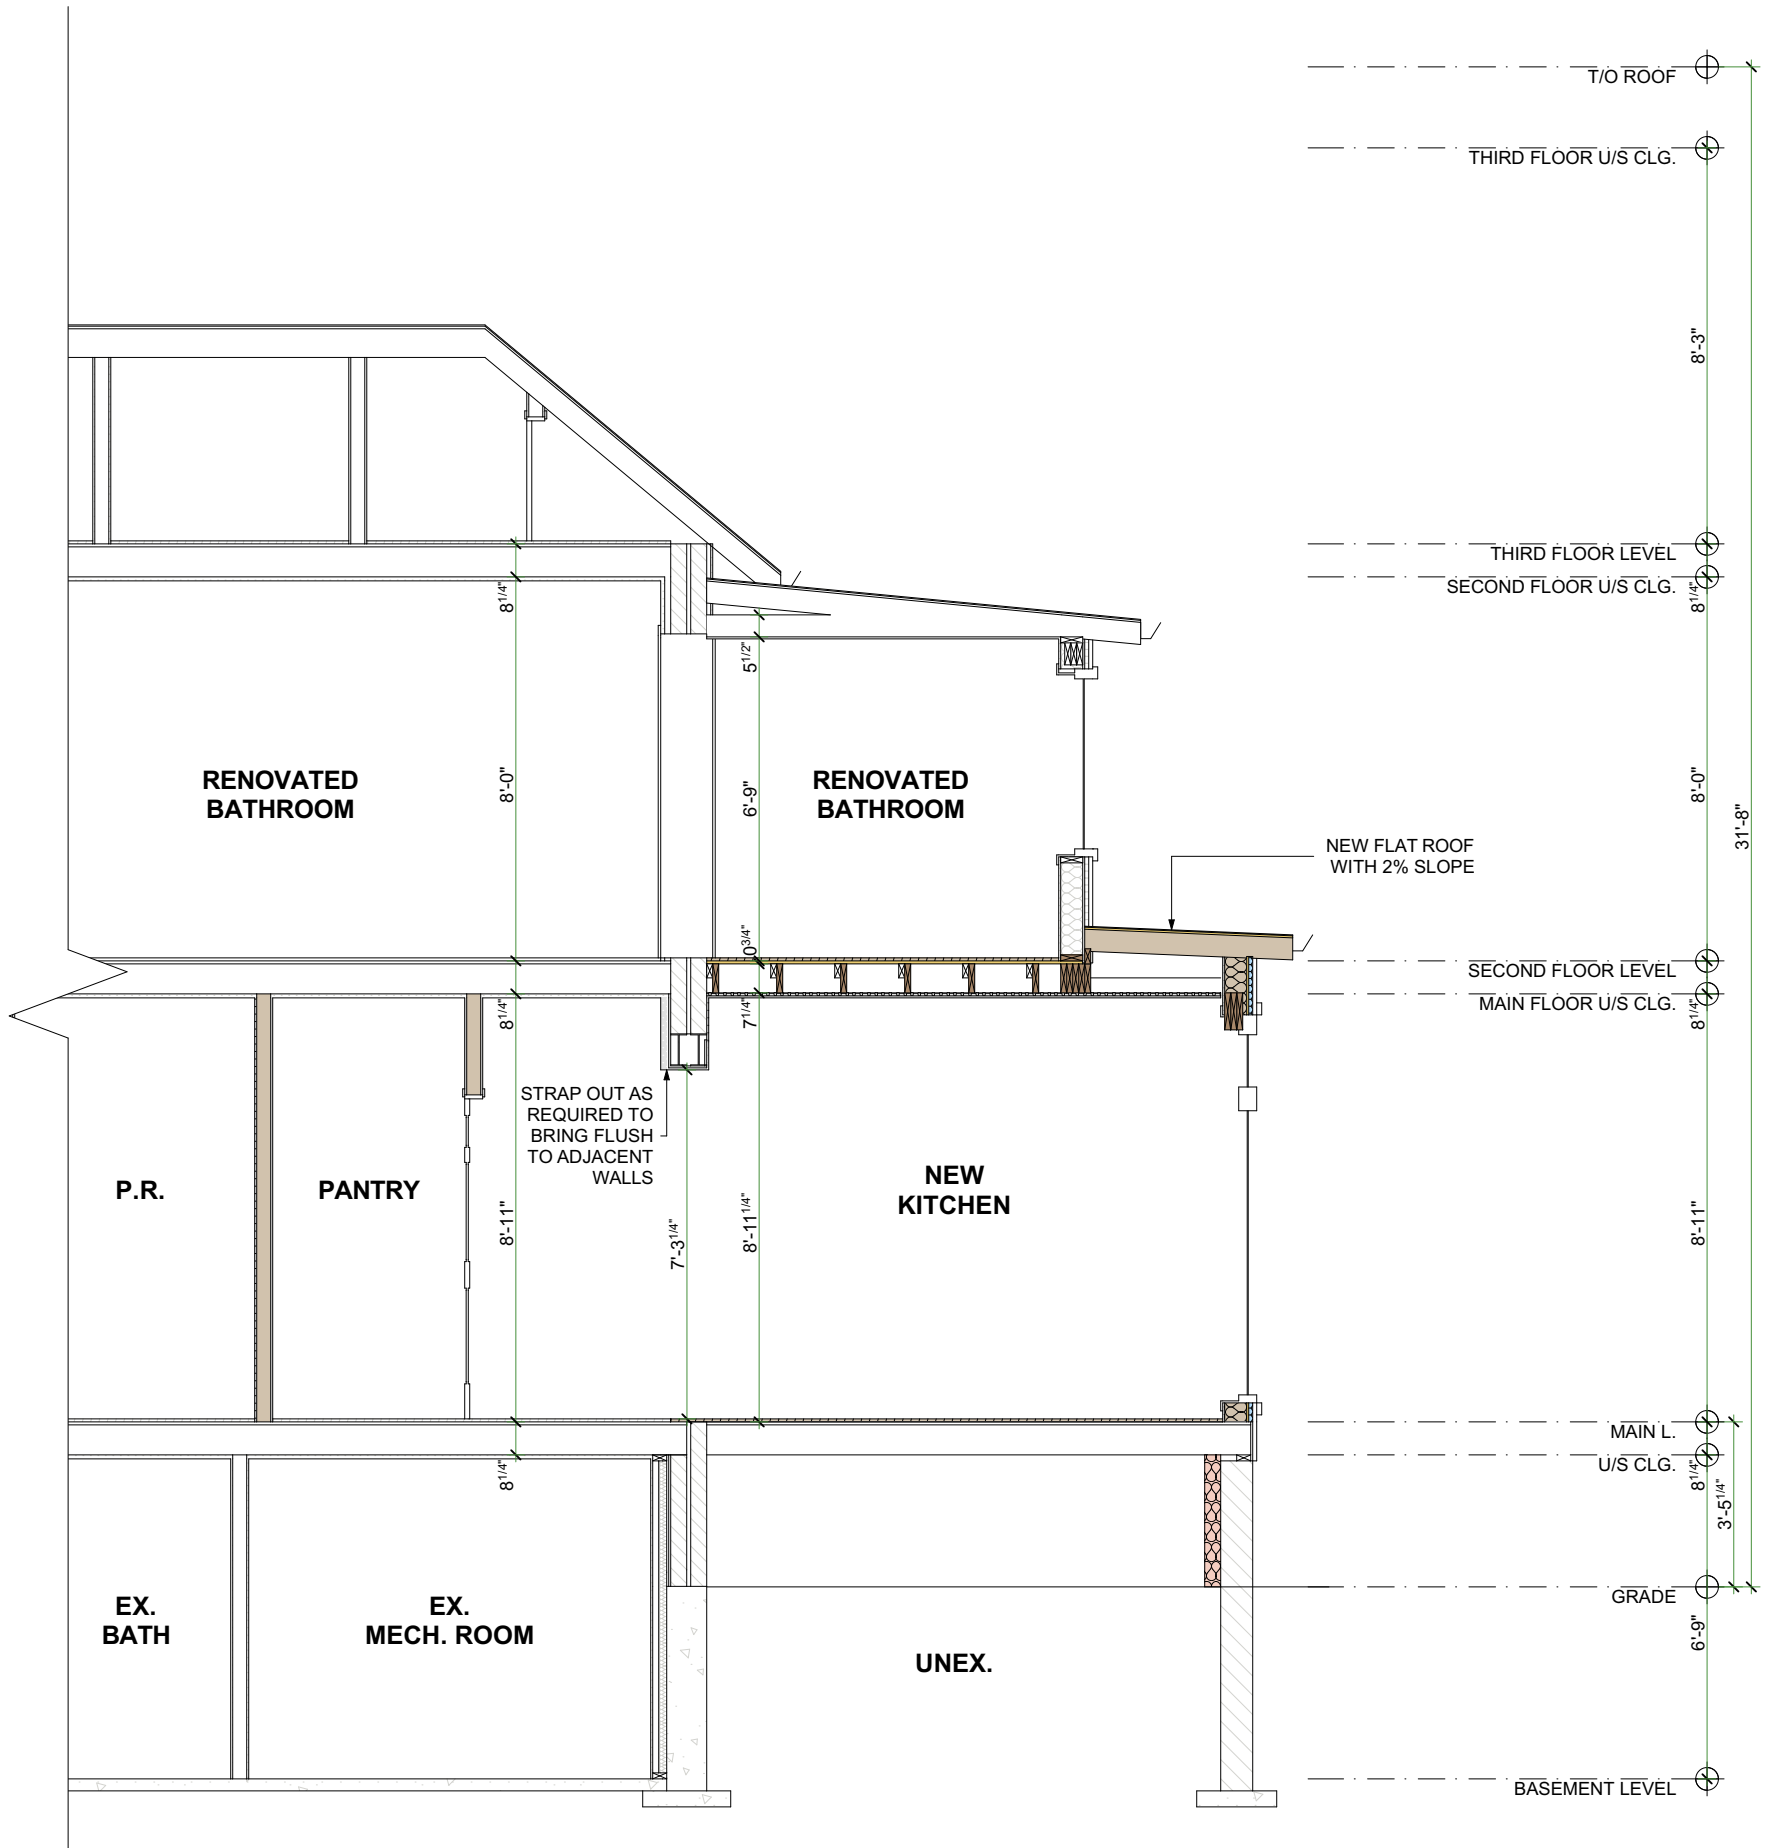 T/O ROOF
THIRD FLOOR U/S CLG.
8'-3"
THIRD FLOOR LEVEL
SECOND FLOOR U/S CLG.
8 1/4"
8 1/4"
5 1/2"
8'-0"
6'-9"
8'-0"
31'-8"
RENOVATED
BATHROOM
RENOVATED
BATHROOM
NEW FLAT ROOF
WITH 2% SLOPE
0 3/4"
SECOND FLOOR LEVEL
MAIN FLOOR U/S CLG.
8 1/4"
7 1/4"
8 1/4"
STRAP OUT AS
REQUIRED TO
BRING FLUSH
TO ADJACENT
WALLS
P.R.
PANTRY
NEW
KITCHEN
8'-11"
7'-3 1/4"
8'-11 1/4"
8'-11"
MAIN L.
U/S CLG.
8 1/4"
8 1/4"
3'-5 1/4"
GRADE
6'-9"
EX.
BATH
EX.
MECH. ROOM
UNEX.
BASEMENT LEVEL